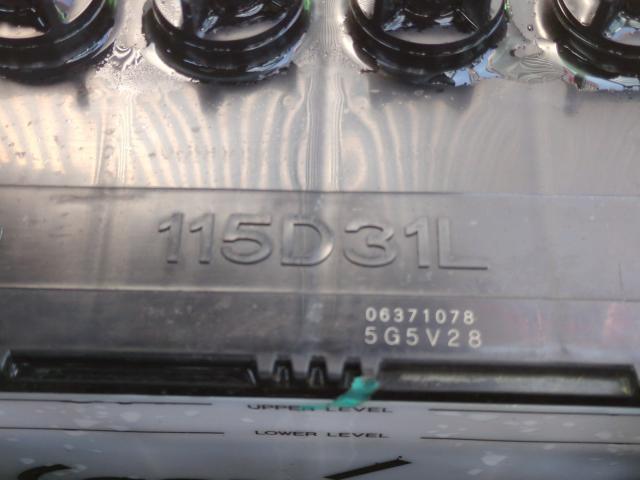 115D31L
06371078
5G5V28
UPPER LEVEL
LOWER LEVEL